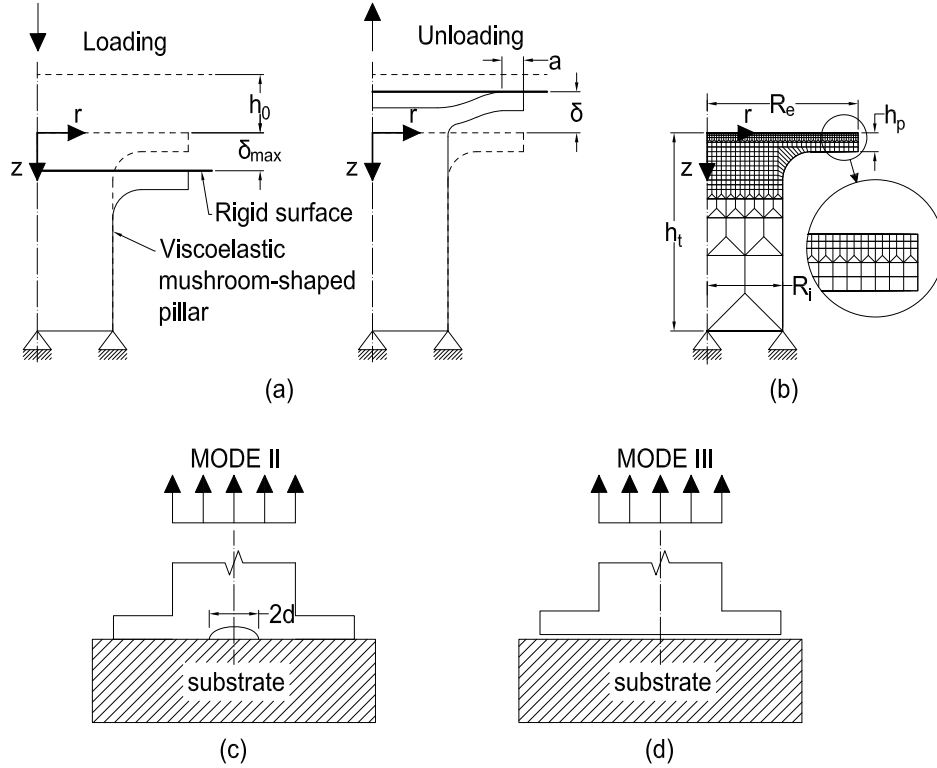 Loading
h0
r
δmax
z
Rigid surface
Viscoelastic
mushroom-shaped
pillar
Unloading
a
δ
r
z
(a)
Re
hp
r
z
ht
Ri
(b)
MODE II
2d
substrate
(c)
MODE III
substrate
(d)